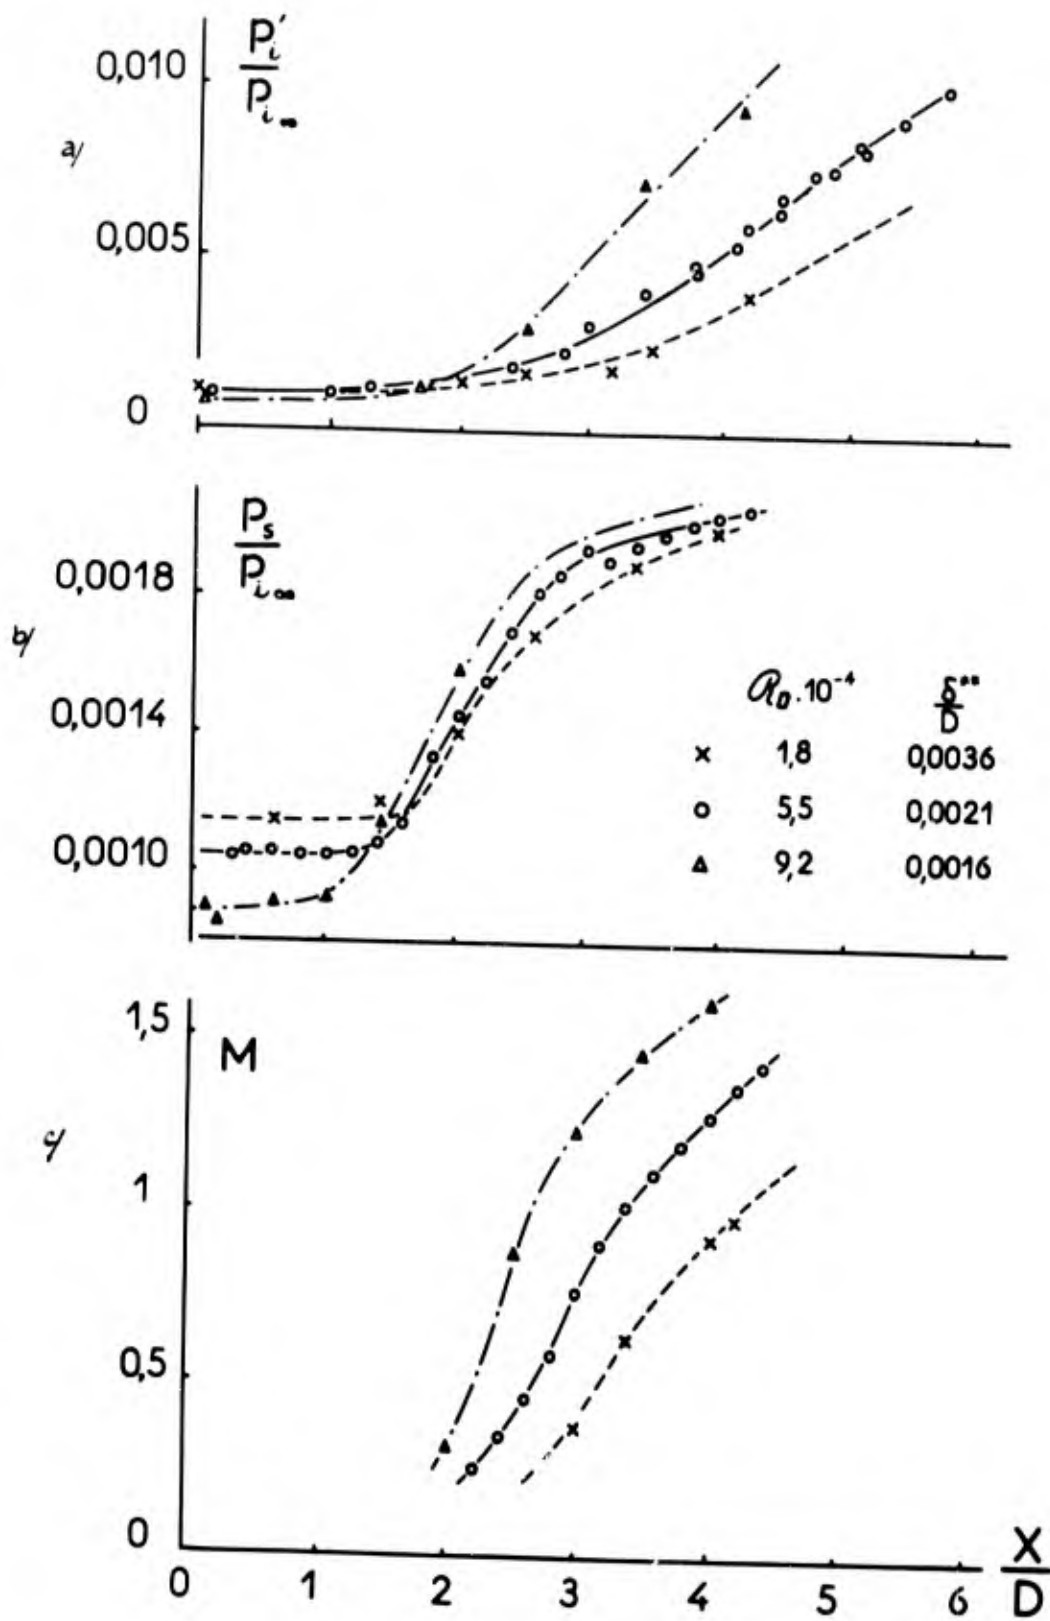 0,010
P'i
Pi∞
a/
0,005
0
Ps
Pi∞
0,0018
b/
0,0014
0,0010
R_D.10⁻⁴ δ**/D
× 1,8 0,0036
o 5,5 0,0021
△ 9,2 0,0016
1,5
M
c/
1
0,5
0
0 1 2 3 4 5 6 X/D